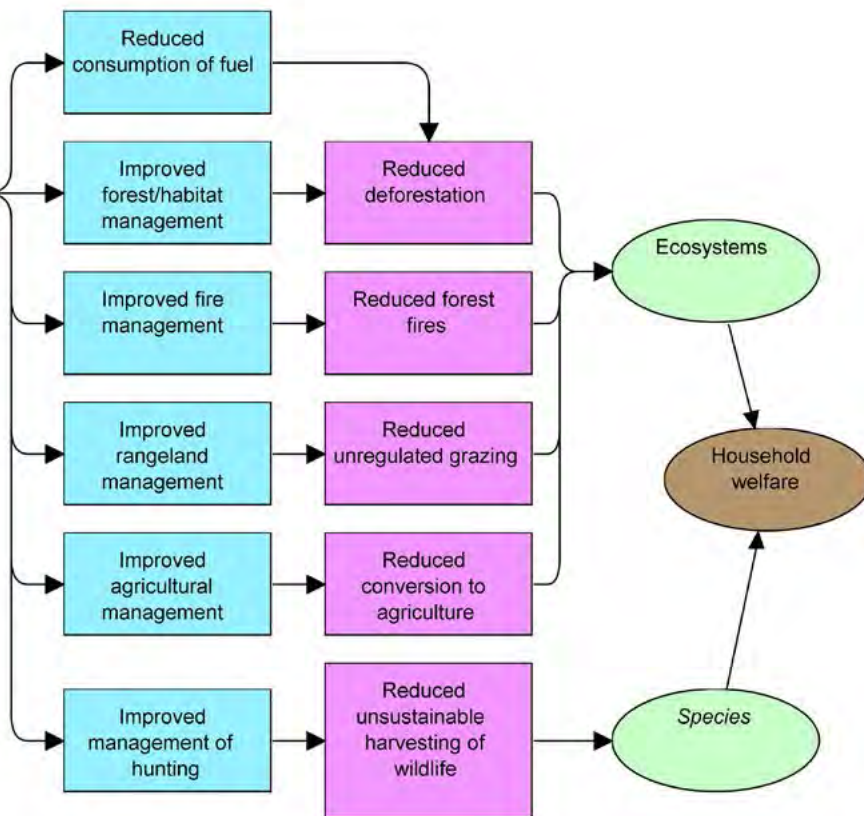 Reduced
consumption of fuel
Improved
forest/habitat
management
Reduced
deforestation
Ecosystems
Improved fire
management
Reduced forest
fires
Improved
rangeland
management
Reduced
unregulated grazing
Household
welfare
Improved
agricultural
management
Reduced
conversion to
agriculture
Improved
management of
hunting
Reduced
unsustainable
harvesting of
wildlife
Species